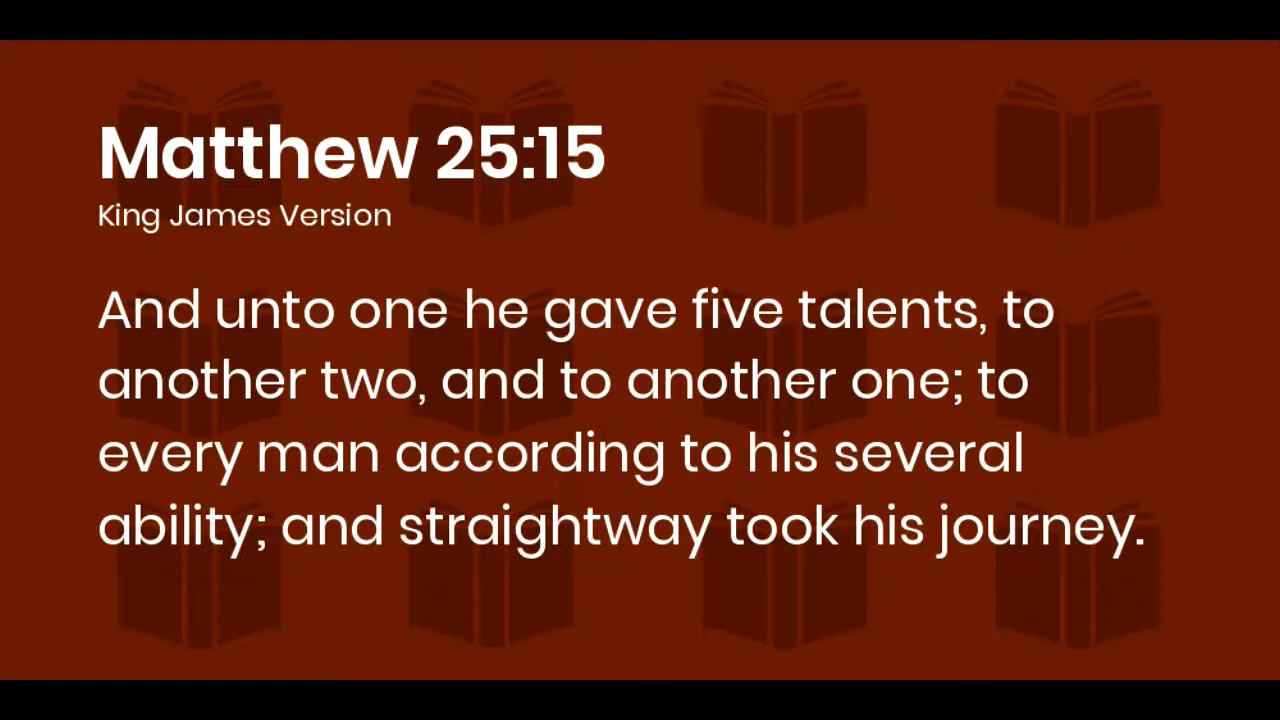 Matthew 25:15
King James Version
And unto one he gave five talents, to
another two, and to another one; to
every man according to his several
ability; and straightway took his journey.